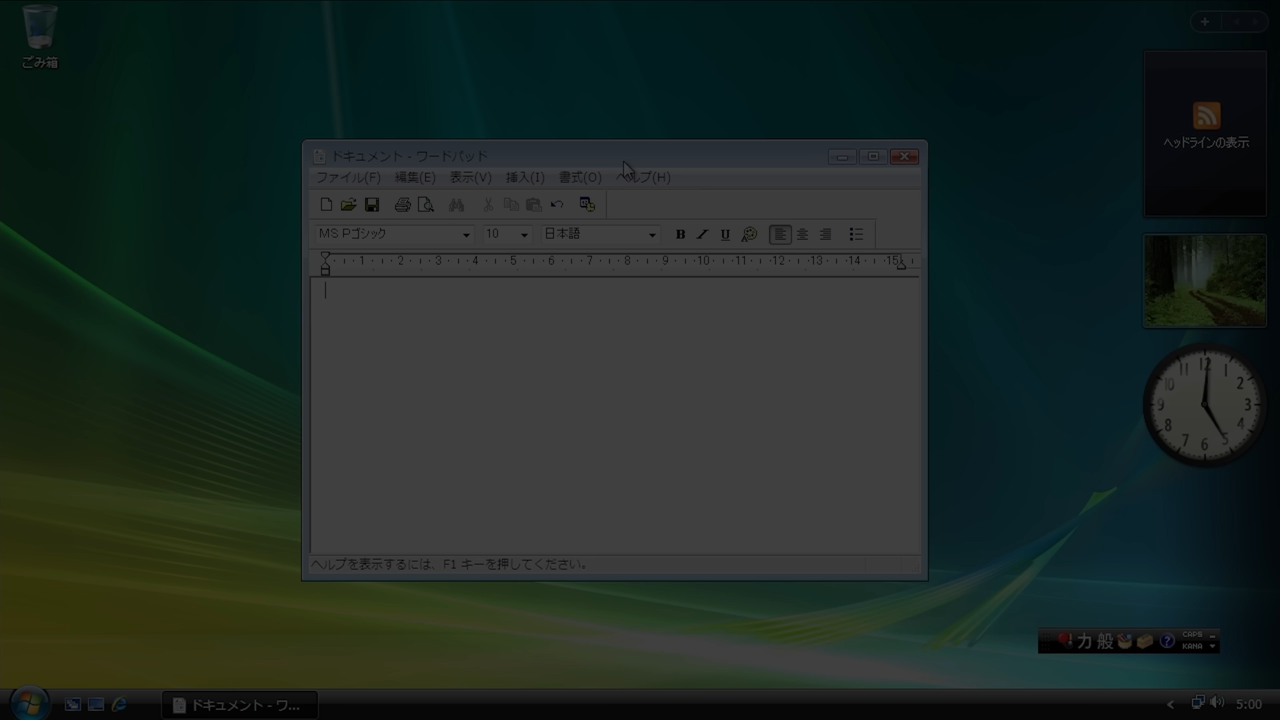 ごみ箱
ヘッドラインの表示
ドキュメント - ワードパッド
ファイル(F) 編集(E) 表示(V) 挿入(I) 書式(O) ヘルプ(H)
MS Pゴシック 10 日本語 B I U
1 2 3 4 5 6 7 8 9 10 11 12 13 14 15
ヘルプを表示するには、F1 キーを押してください。
12 1 2 3 4 5 6 7 8 9 10 11
カ 般 CAPS
KANA
ドキュメント - ワ...
5:00